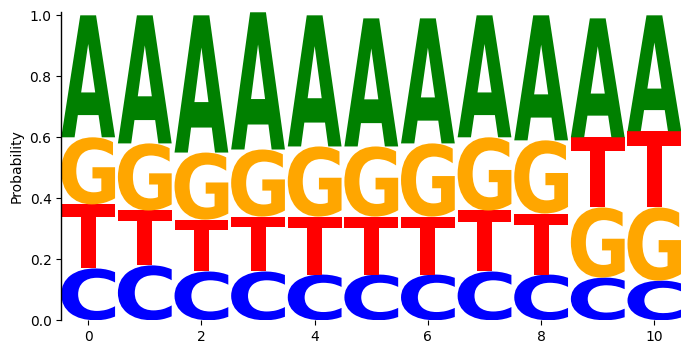 1.0
0.8
0.6
0.4
0.2
0.0
Probability
A A A A A A A A A A A
G G G G G G G G G T T
T T T T T T T T T G G
C C C C C C C C C C C
0 2 4 6 8 10